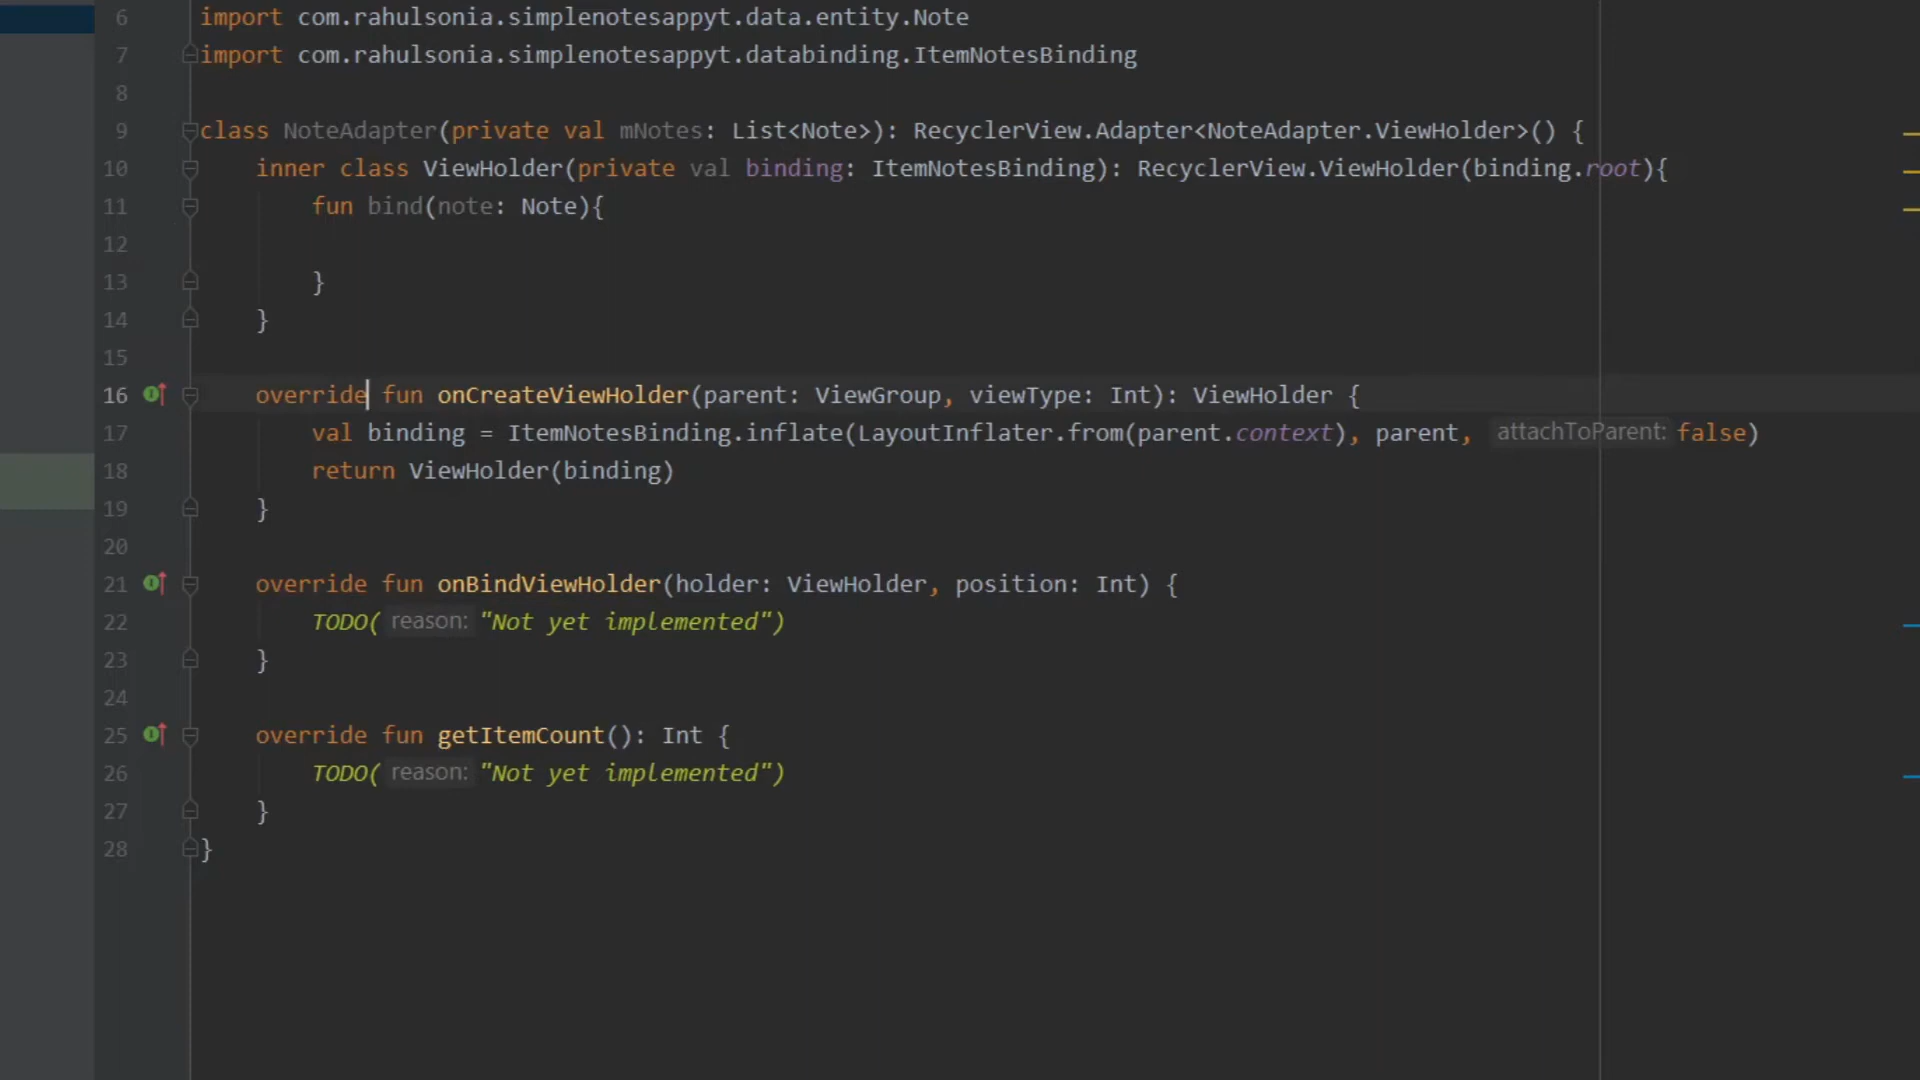 6 import com.rahulsonia.simplenotesappyt.data.entity.Note
7 import com.rahulsonia.simplenotesappyt.databinding.ItemNotesBinding
8
9 class NoteAdapter(private val mNotes: List<Note>): RecyclerView.Adapter<NoteAdapter.ViewHolder>() {
10 inner class ViewHolder(private val binding: ItemNotesBinding): RecyclerView.ViewHolder(binding.root){
11 fun bind(note: Note){
12
13 }
14 }
15
16 override fun onCreateViewHolder(parent: ViewGroup, viewType: Int): ViewHolder {
17 val binding = ItemNotesBinding.inflate(LayoutInflater.from(parent.context), parent, attachToParent: false)
18 return ViewHolder(binding)
19 }
20
21 override fun onBindViewHolder(holder: ViewHolder, position: Int) {
22 TODO( reason: "Not yet implemented")
23 }
24
25 override fun getItemCount(): Int {
26 TODO( reason: "Not yet implemented")
27 }
28 }